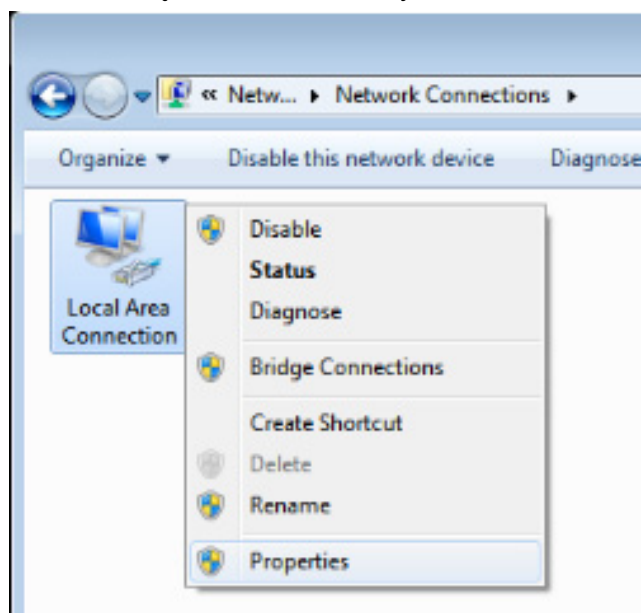 « Netw... ▸ Network Connections ▸
Organize ▾ Disable this network device Diagnose
Local Area
Connection
Disable
Status
Diagnose
Bridge Connections
Create Shortcut
Delete
Rename
Properties